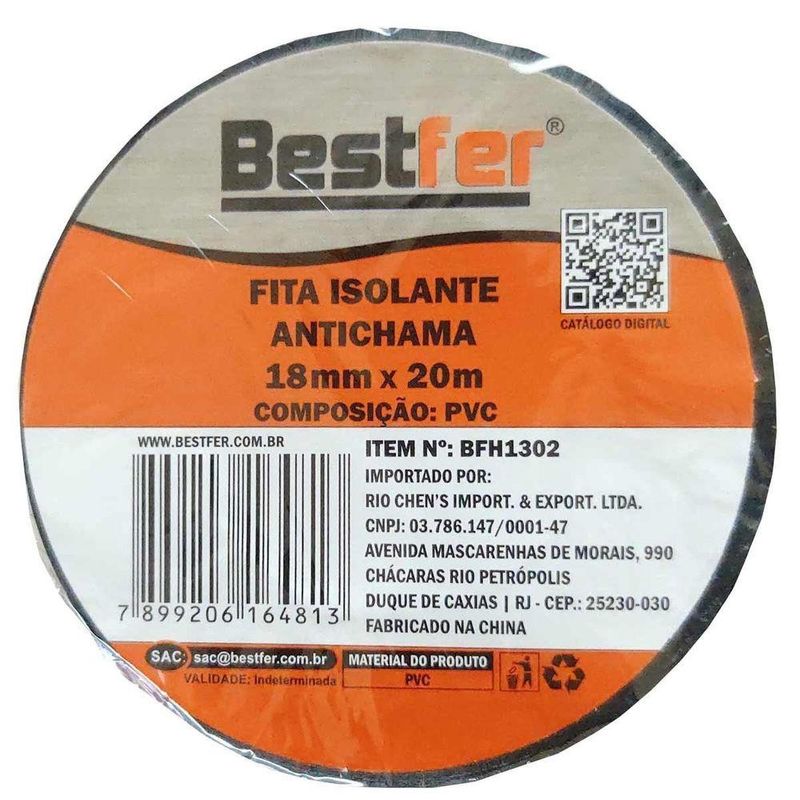 Bestfer®
FITA ISOLANTE
ANTICHAMA
18mm x 20m
COMPOSIÇÃO: PVC
CATÁLOGO DIGITAL
WWW.BESTFER.COM.BR
7 899206 164813
ITEM Nº: BFH1302
IMPORTADO POR:
RIO CHEN'S IMPORT. & EXPORT. LTDA.
CNPJ: 03.786.147/0001-47
AVENIDA MASCARENHAS DE MORAIS, 990
CHÁCARAS RIO PETRÓPOLIS
DUQUE DE CAXIAS | RJ - CEP.: 25230-030
FABRICADO NA CHINA
SAC: sac@bestfer.com.br
VALIDADE: Indeterminada
MATERIAL DO PRODUTO
PVC